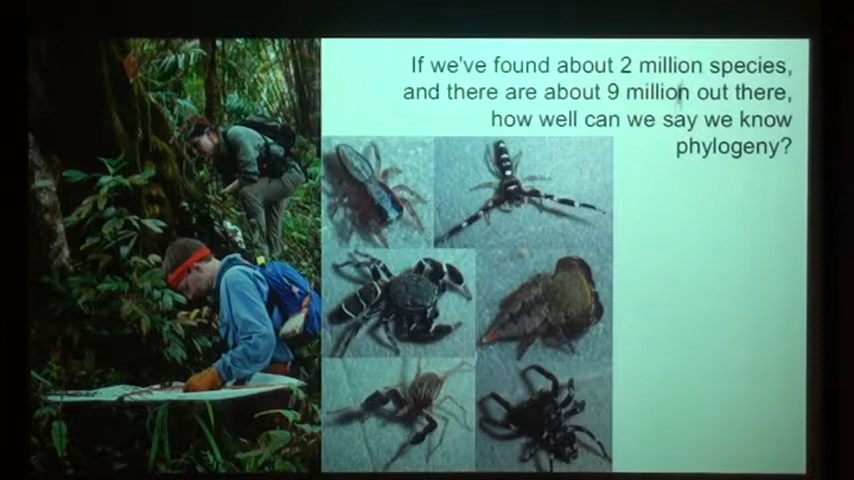 If we've found about 2 million species,
and there are about 9 million out there,
how well can we say we know
phylogeny?